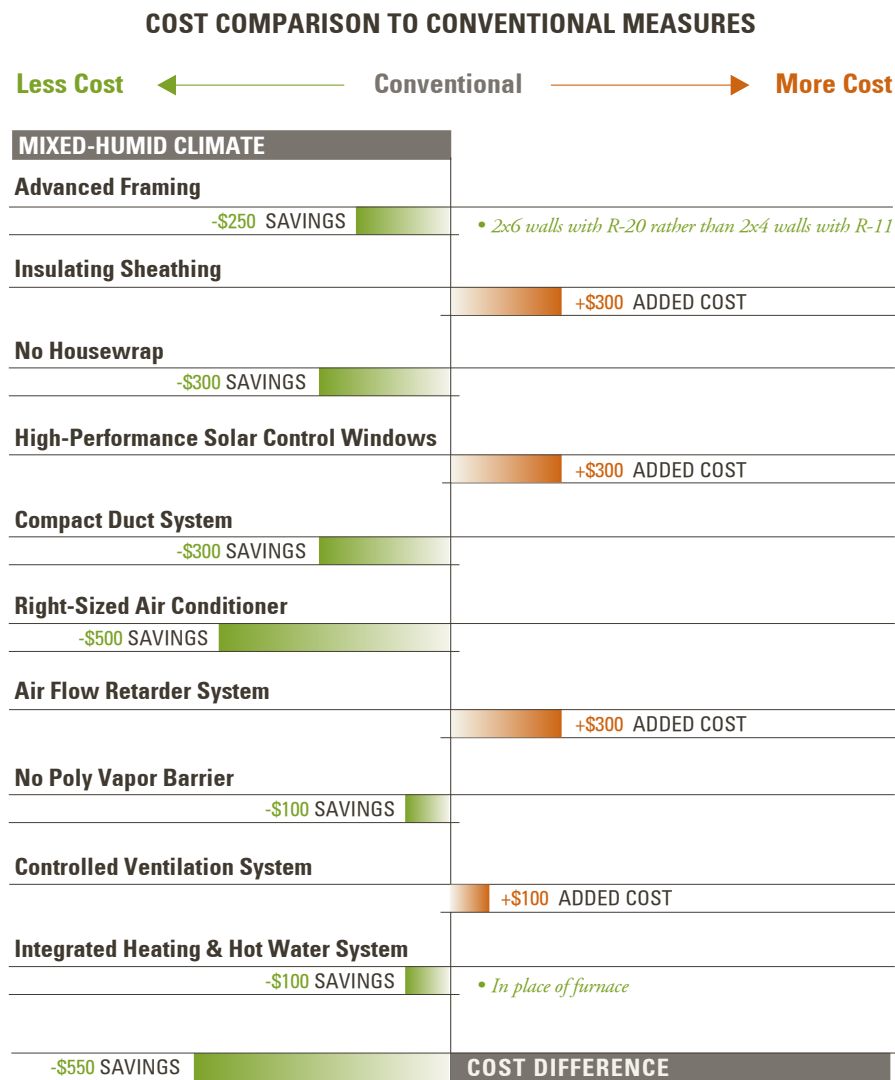 COST COMPARISON TO CONVENTIONAL MEASURES
Less Cost Conventional More Cost
MIXED-HUMID CLIMATE
Advanced Framing
-$250 SAVINGS • 2x6 walls with R-20 rather than 2x4 walls with R-11
Insulating Sheathing
+$300 ADDED COST
No Housewrap
-$300 SAVINGS
High-Performance Solar Control Windows
+$300 ADDED COST
Compact Duct System
-$300 SAVINGS
Right-Sized Air Conditioner
-$500 SAVINGS
Air Flow Retarder System
+$300 ADDED COST
No Poly Vapor Barrier
-$100 SAVINGS
Controlled Ventilation System
+$100 ADDED COST
Integrated Heating & Hot Water System
-$100 SAVINGS • In place of furnace
-$550 SAVINGS COST DIFFERENCE